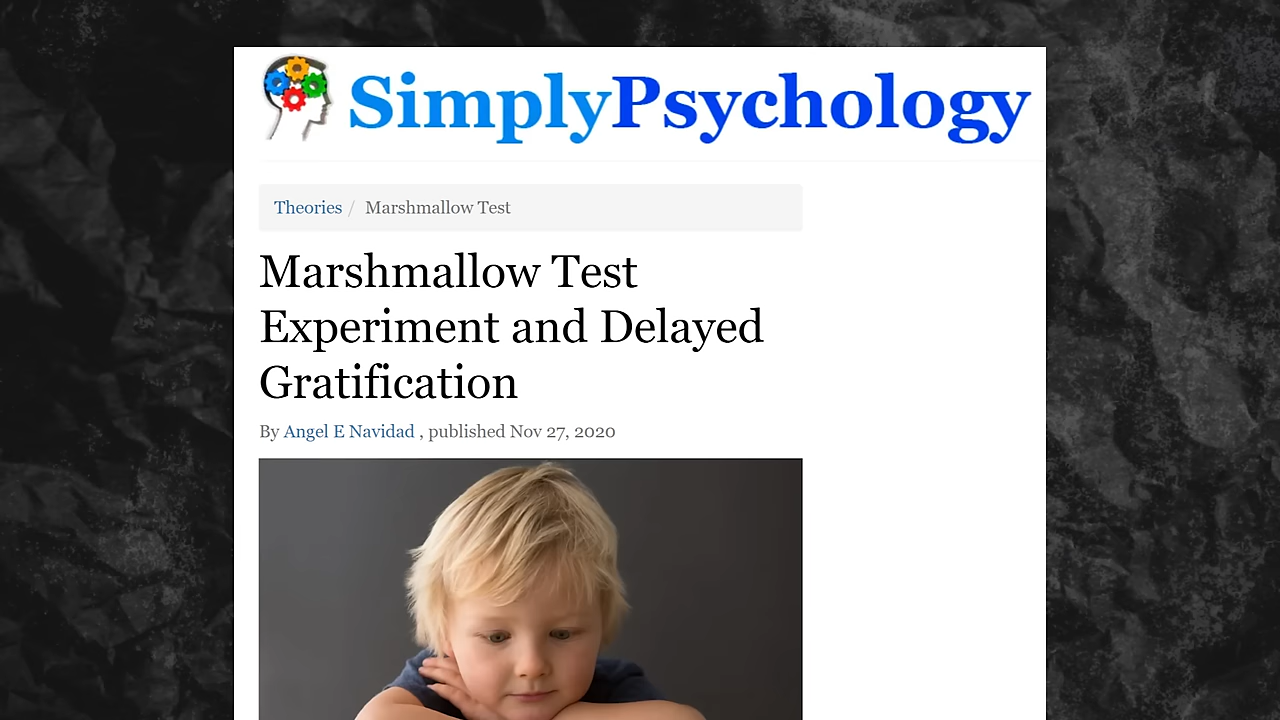 SimplyPsychology
Theories / Marshmallow Test
Marshmallow Test
Experiment and Delayed
Gratification
By Angel E Navidad , published Nov 27, 2020